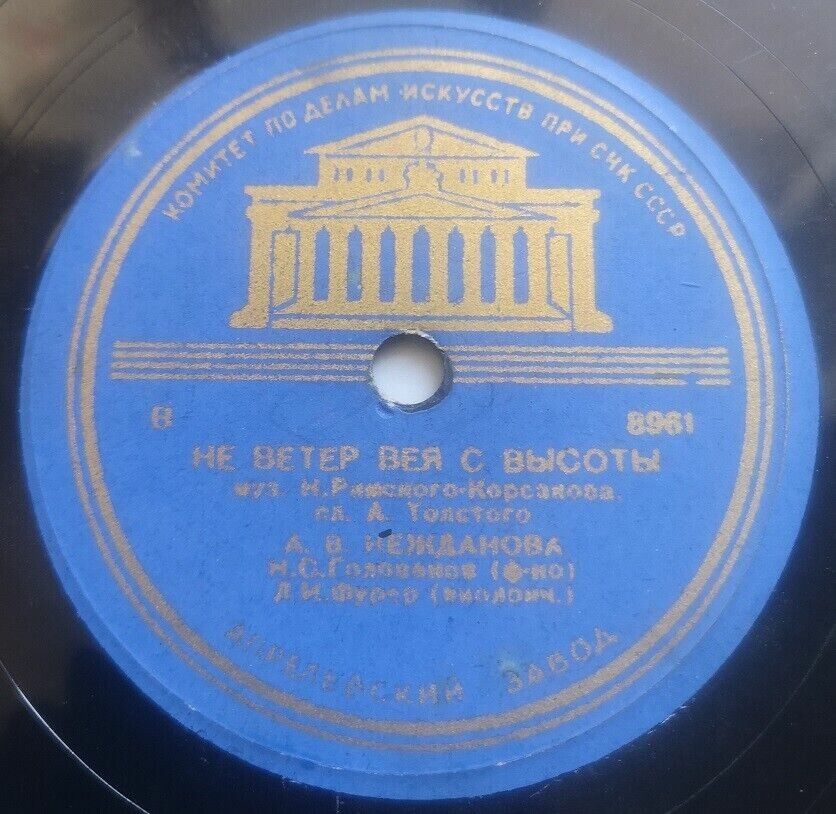 КОМИТЕТ ПО ДЕЛАМ ИСКУССТВ ПРИ СНК СССР
В 8961
НЕ ВЕТЕР ВЕЯ С ВЫСОТЫ
муз. Н. Римского-Корсакова,
сл. А. Толстого
А. В. НЕЖДАНОВА
Н. С. Голованов (ф-но)
Л. И. Фурер (виолонч.)
АПРЕЛЕВСКИЙ ЗАВОД